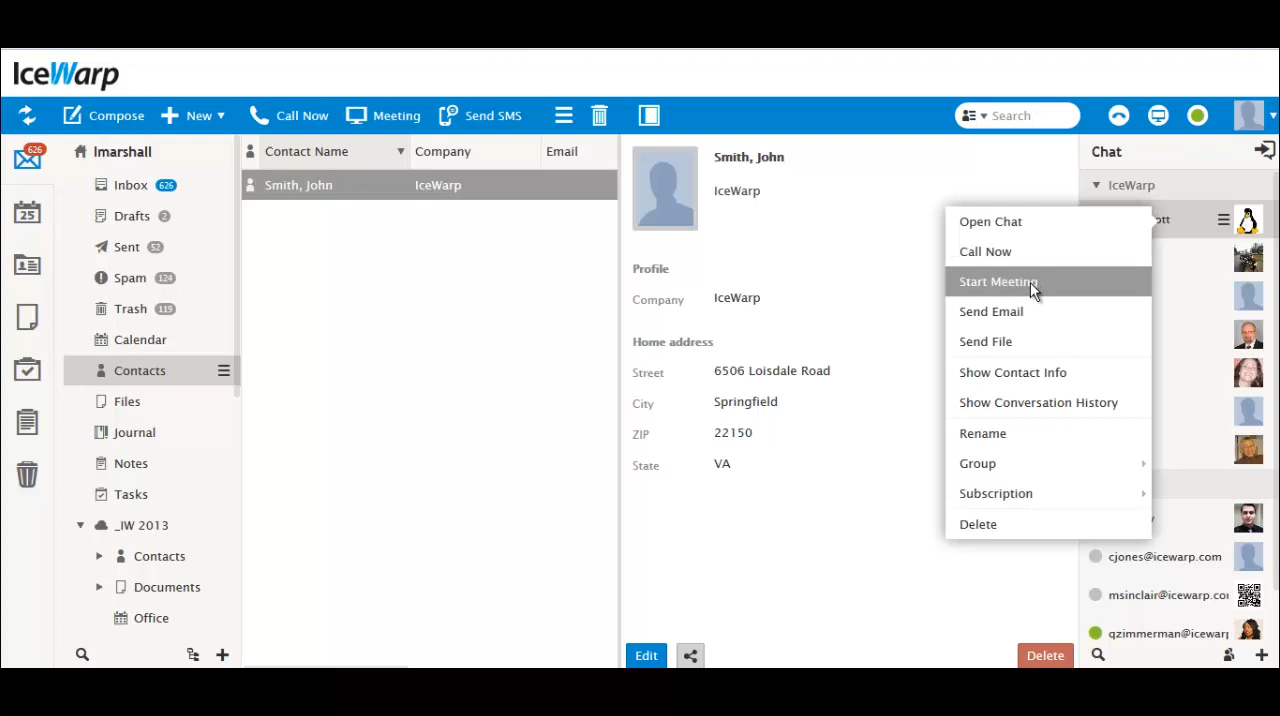 IceWarp
Compose New Call Now Meeting Send SMS Search
626
lmarshall
Inbox 626
Drafts 2
Sent 52
Spam 124
Trash 119
Calendar
Contacts
Files
Journal
Notes
Tasks
_IW 2013
Contacts
Documents
Office
25
Contact Name Company Email
Smith, John IceWarp
Smith, John
IceWarp
Profile
Company IceWarp
Home address
Street 6506 Loisdale Road
City Springfield
ZIP 22150
State VA
Edit
Delete
Open Chat
Call Now
Start Meeting
Send Email
Send File
Show Contact Info
Show Conversation History
Rename
Group
Subscription
Delete
Chat
IceWarp
ott
cjones@icewarp.com
msinclair@icewarp.co
qzimmerman@icewarp